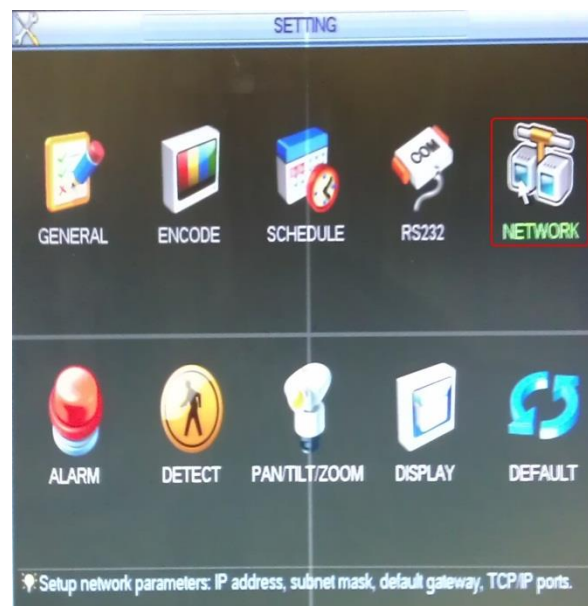 SETTING
COM
GENERAL ENCODE SCHEDULE RS232 NETWORK
ALARM DETECT PAN/TILT/ZOOM DISPLAY DEFAULT
Setup network parameters: IP address, subnet mask, default gateway, TCP/IP ports.